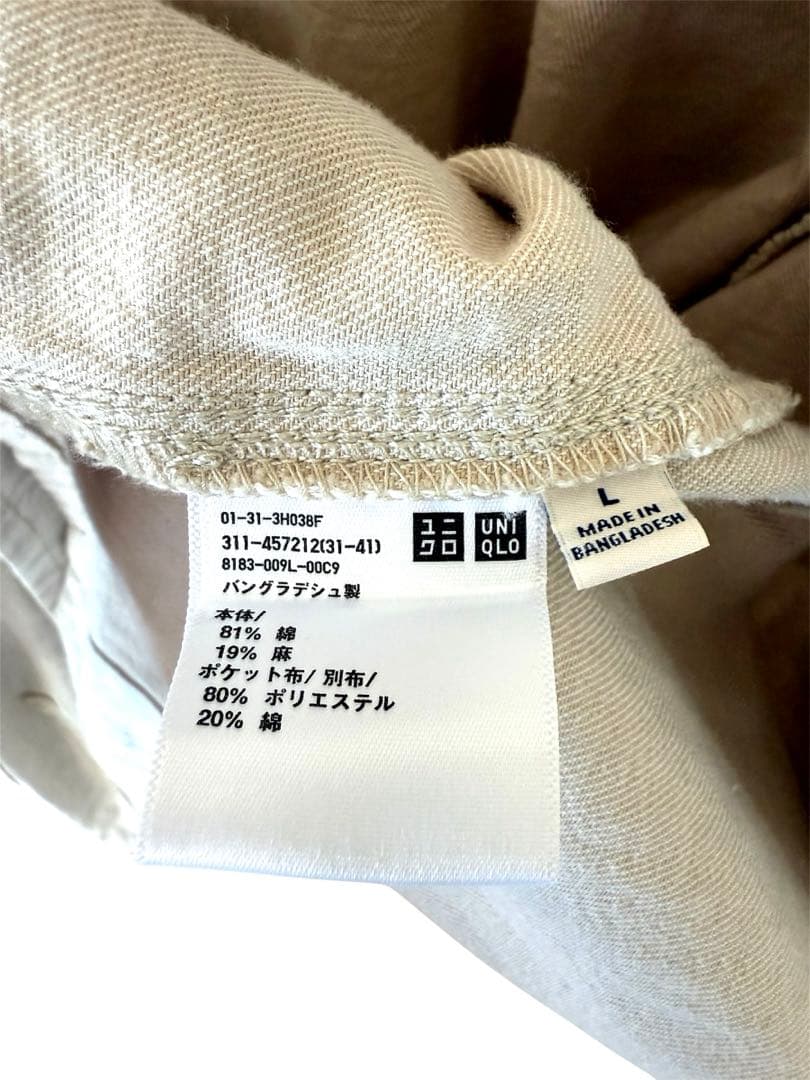 01-31-3H038F
311-457212(31-41)
8183-009L-00C9
バングラデシュ製
ユニ
クロ
UNI
QLO
L
MADE IN
BANGLADESH
本体/
81% 綿
19% 麻
ポケット布/ 別布/
80% ポリエステル
20% 綿